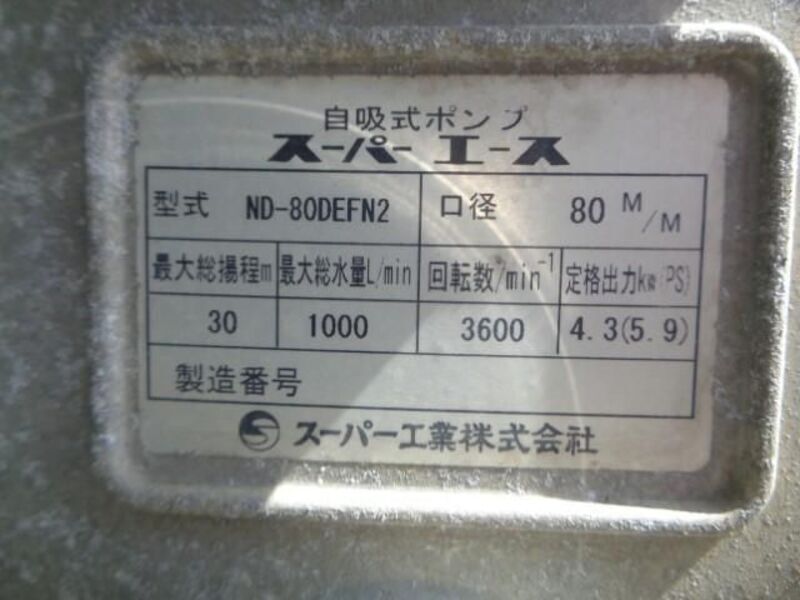 自吸式ポンプ
スーパーエース
型式 ND-80DEFN2 口径 80 M/M
最大総揚程m 最大総水量L/min 回転数/min⁻¹ 定格出力kW(PS)
30 1000 3600 4.3(5.9)
製造番号
スーパー工業株式会社